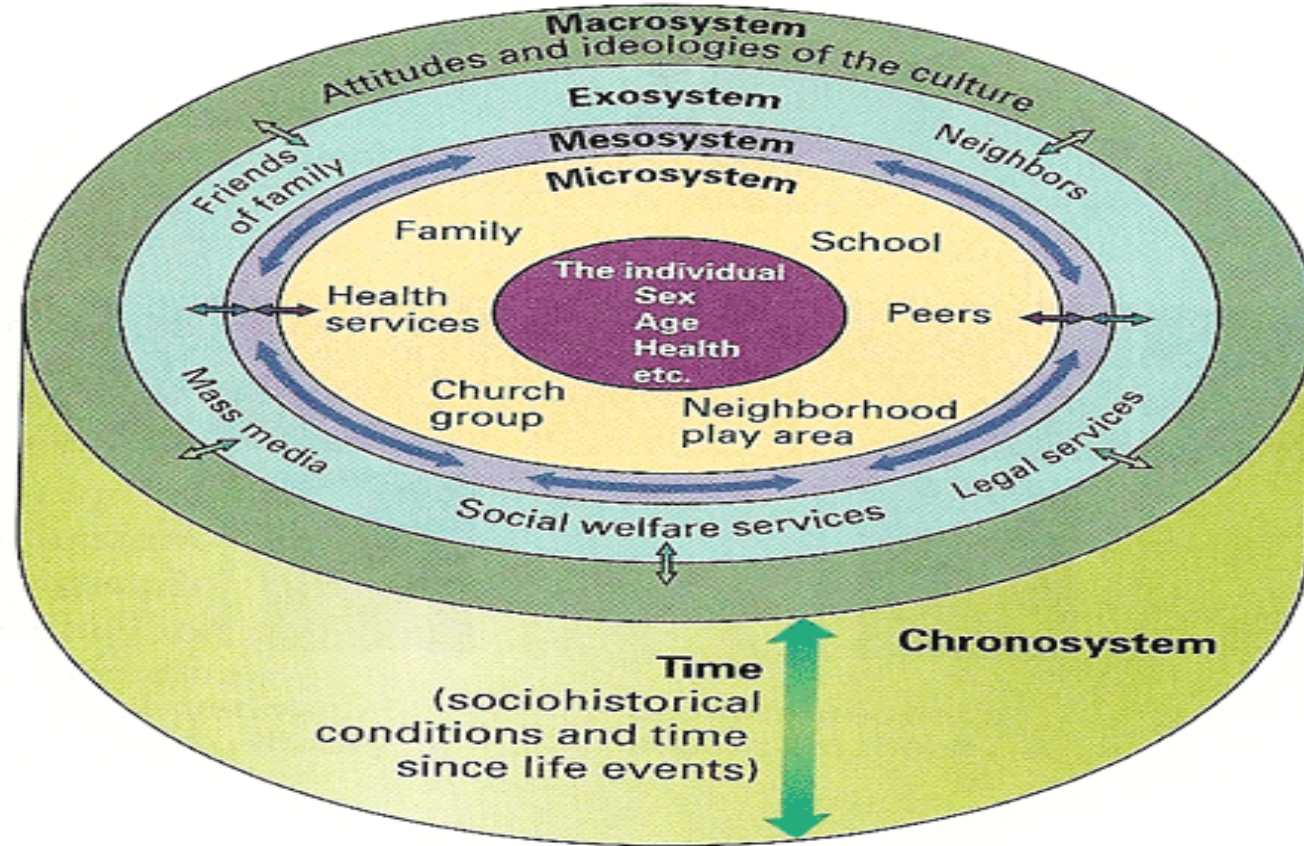 Macrosystem
Attitudes and ideologies of the culture
Exosystem
Mesosystem
Microsystem
Friends
of family
Neighbors
Family
School
The individual
Sex
Age
Health
etc.
Health
services
Peers
Church
group
Neighborhood
play area
Mass media
Social welfare services
Legal services
Chronosystem
Time
(sociohistorical
conditions and time
since life events)